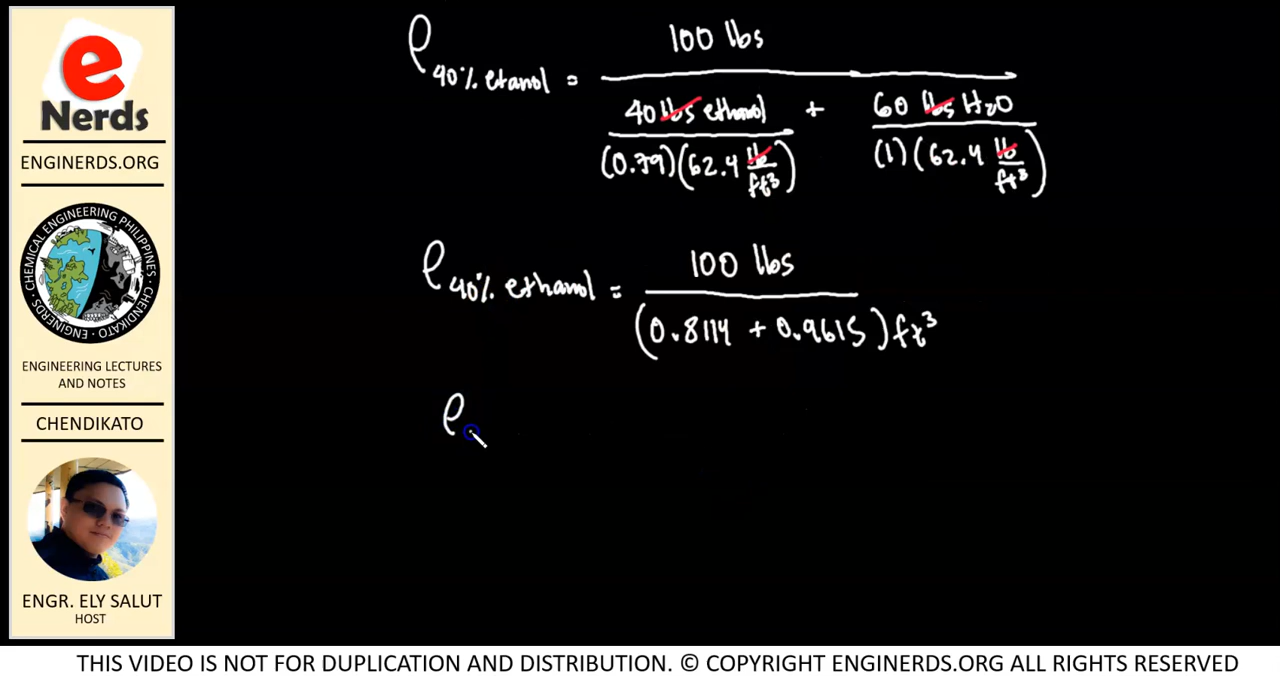 e
Nerds
ENGINERDS.ORG
CHEMICAL ENGINEERING PHILIPPINES • CHENDIKATO • ENGINERDS •
ENGINEERING LECTURES
AND NOTES
CHENDIKATO
ENGR. ELY SALUT
HOST
ρ 40% etanol = 100 lbs
40 lbs ethanol + 60 lbs H2O
(0.79)(62.4 lb/ft³) (1)(62.4 lb/ft³)
ρ 40% ethanol = 100 lbs
(0.8114 + 0.9615) ft³
ρ
THIS VIDEO IS NOT FOR DUPLICATION AND DISTRIBUTION. © COPYRIGHT ENGINERDS.ORG ALL RIGHTS RESERVED